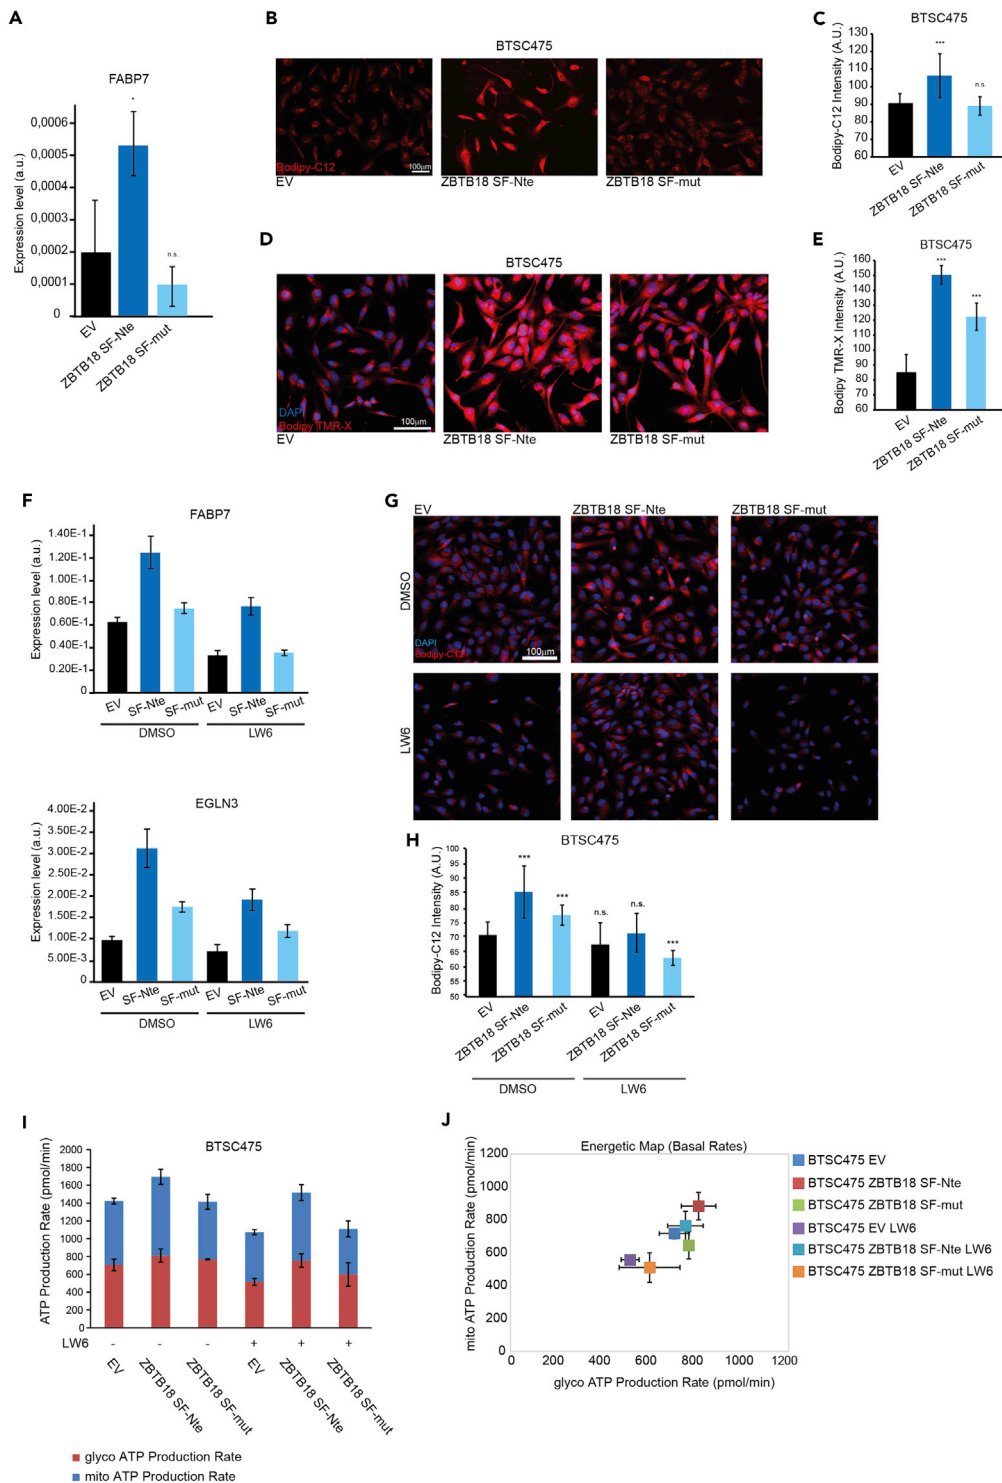 A
FABP7
Expression level (a.u.)
0,0006
0,0005
0,0004
0,0003
0,0002
0,0001
0
*
n.s.
EV
ZBTB18 SF-Nte
ZBTB18 SF-mut
B
BTSC475
Bodipy-C12
100µm
EV
ZBTB18 SF-Nte
ZBTB18 SF-mut
C
BTSC475
Bodipy-C12 Intensity (A.U.)
130
120
110
100
90
80
70
60
***
n.s.
EV
ZBTB18 SF-Nte
ZBTB18 SF-mut
D
BTSC475
DAPI
Bodipy TMR-X
100µm
EV
ZBTB18 SF-Nte
ZBTB18 SF-mut
E
BTSC475
Bodipy TMR-X Intensity (A.U.)
160
150
140
130
120
110
100
90
80
70
60
***
***
EV
ZBTB18 SF-Nte
ZBTB18 SF-mut
F
FABP7
Expression level (a.u.)
1.40E-1
1.20E-1
1.00E-1
0.80E-1
0.60E-1
0.40E-1
0.20E-1
0
EV
SF-Nte
SF-mut
EV
SF-Nte
SF-mut
DMSO
LW6
EGLN3
Expression level (a.u.)
4.00E-2
3.50E-2
3.00E-2
2.50E-2
2.00E-2
1.50E-2
1.00E-2
5.00E-3
0
EV
SF-Nte
SF-mut
EV
SF-Nte
SF-mut
DMSO
LW6
G
EV
ZBTB18 SF-Nte
ZBTB18 SF-mut
DMSO
DAPI
Bodipy-C12
100µm
LW6
H
BTSC475
Bodipy-C12 Intensity (A.U.)
100
95
90
85
80
75
70
65
60
55
50
***
***
n.s.
n.s.
***
EV
ZBTB18 SF-Nte
ZBTB18 SF-mut
EV
ZBTB18 SF-Nte
ZBTB18 SF-mut
DMSO
LW6
I
BTSC475
ATP Production Rate (pmol/min)
2000
1800
1600
1400
1200
1000
800
600
400
200
0
LW6
-
-
-
+
+
+
EV
ZBTB18 SF-Nte
ZBTB18 SF-mut
EV
ZBTB18 SF-Nte
ZBTB18 SF-mut
glyco ATP Production Rate
mito ATP Production Rate
J
Energetic Map (Basal Rates)
mito ATP Production Rate (pmol/min)
1200
1000
800
600
400
200
0
0
200
400
600
800
1000
1200
glyco ATP Production Rate (pmol/min)
BTSC475 EV
BTSC475 ZBTB18 SF-Nte
BTSC475 ZBTB18 SF-mut
BTSC475 EV LW6
BTSC475 ZBTB18 SF-Nte LW6
BTSC475 ZBTB18 SF-mut LW6